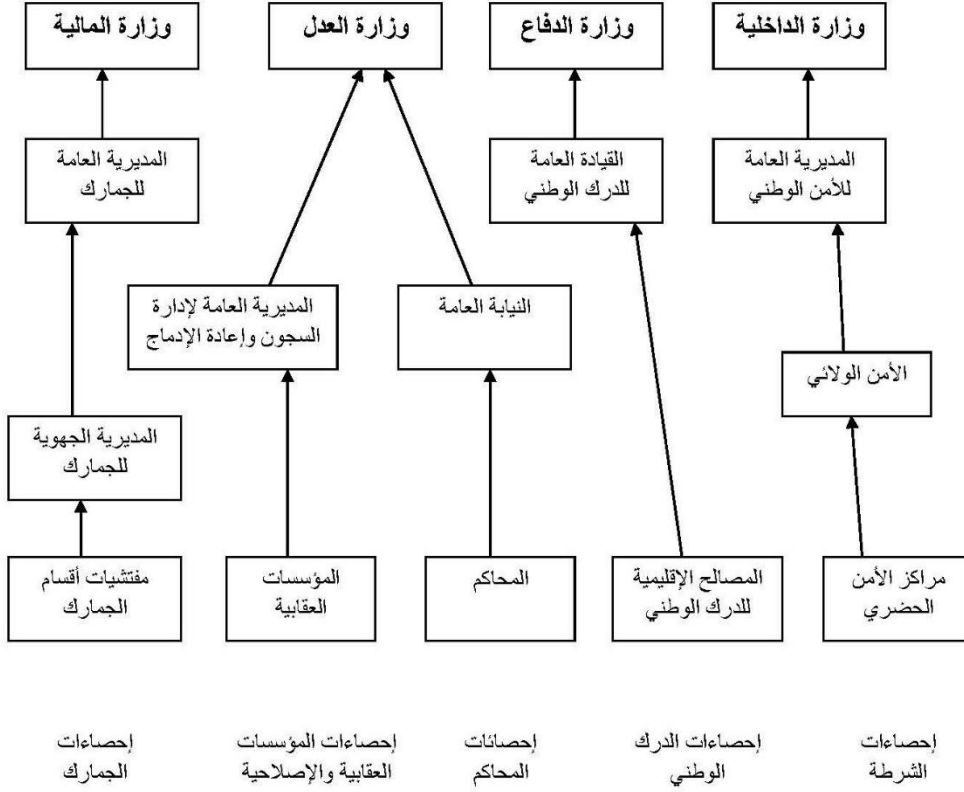 وزارة الداخلية
وزارة الدفاع
وزارة العدل
وزارة المالية
المديرية العامة
للأمن الوطني
القيادة العامة
للدرك الوطني
المديرية العامة
للجمارك
النيابة العامة
المديرية العامة لإدارة
السجون وإعادة الإدماج
الأمن الولائي
المديرية الجهوية
للجمارك
مراكز الأمن
الحضري
المصالح الإقليمية
للدرك الوطني
المحاكم
المؤسسات
العقابية
مفتشيات أقسام
الجمارك
إحصاءات
الشرطة
إحصاءات الدرك
الوطني
إحصائات
المحاكم
إحصاءات المؤسسات
العقابية والإصلاحية
إحصاءات
الجمارك